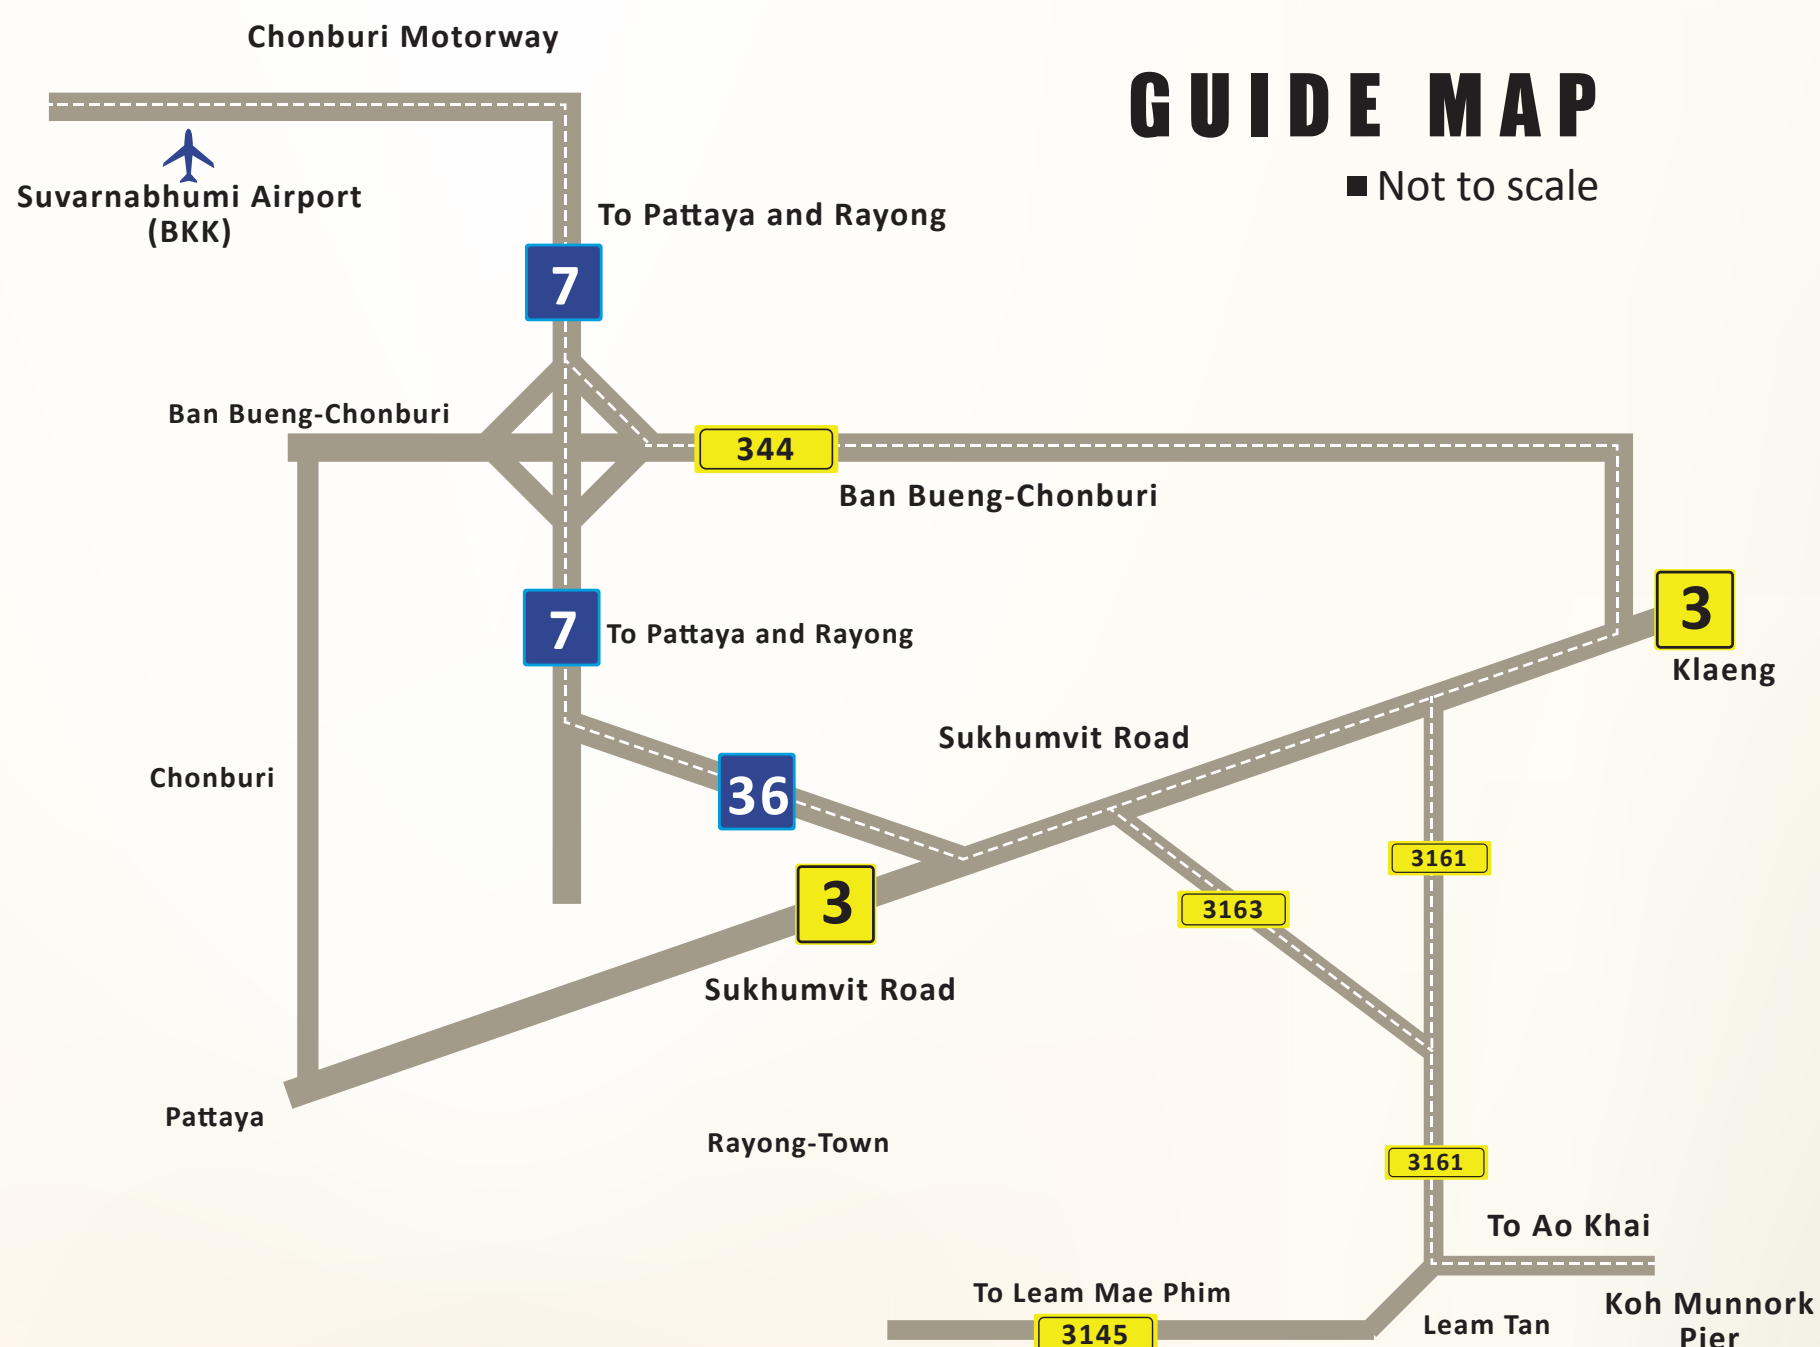 Chonburi Motorway
GUIDE MAP
Not to scale
Suvarnabhumi Airport
(BKK)
To Pattaya and Rayong
7
Ban Bueng-Chonburi
344
Ban Bueng-Chonburi
7
To Pattaya and Rayong
3
Klaeng
Sukhumvit Road
Chonburi
36
3161
3
3163
Sukhumvit Road
Pattaya
Rayong-Town
3161
To Ao Khai
To Leam Mae Phim
3145
Leam Tan
Koh Munnork
Pier